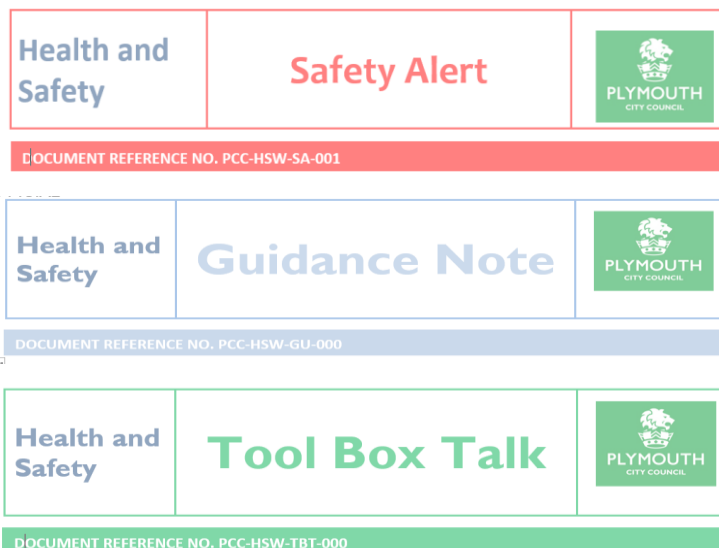 Health and
Safety
Safety Alert
PLYMOUTH
CITY COUNCIL
DOCUMENT REFERENCE NO. PCC-HSW-SA-001
Health and
Safety
Guidance Note
PLYMOUTH
CITY COUNCIL
DOCUMENT REFERENCE NO. PCC-HSW-GU-000
Health and
Safety
Tool Box Talk
PLYMOUTH
CITY COUNCIL
DOCUMENT REFERENCE NO. PCC-HSW-TBT-000